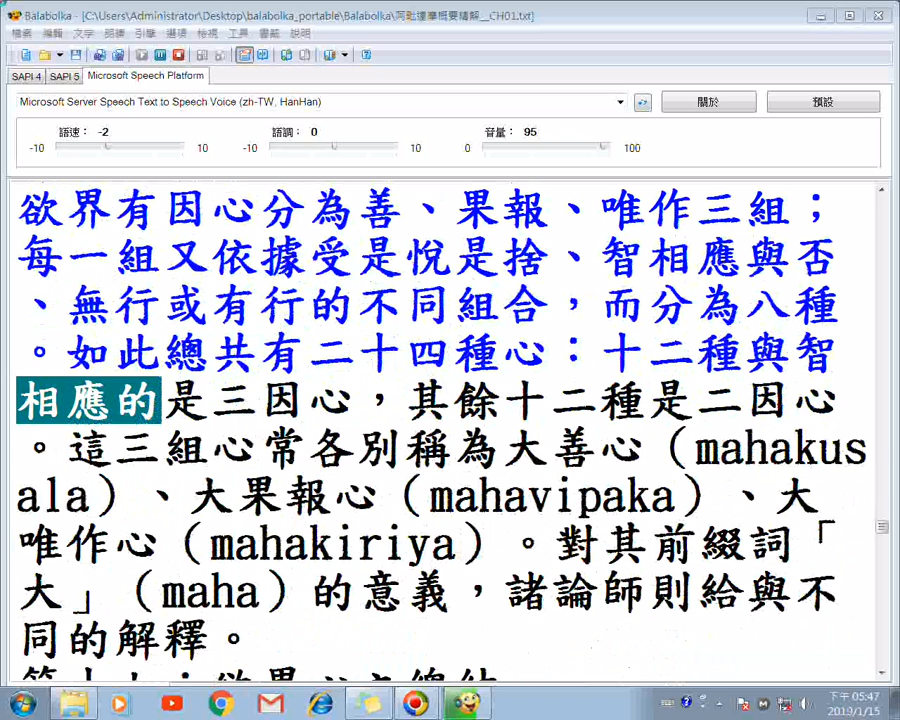 Balabolka - [C:\Users\Administrator\Desktop\balabolka_portable\Balabolka\阿毗達摩概要精解__CH01.txt]
檔案 編輯 文字 朗讀 引擎 選項 檢視 工具 書籤 說明
SAPI 4 SAPI 5 Microsoft Speech Platform
Microsoft Server Speech Text to Speech Voice (zh-TW, HanHan) 關於 預設
語速： -2 語調： 0 音量： 95
-10 10 -10 10 0 100
欲界有因心分為善、果報、唯作三組；
每一組又依據受是悅是捨、智相應與否
、無行或有行的不同組合，而分為八種
。如此總共有二十四種心：十二種與智
相應的是三因心，其餘十二種是二因心
。這三組心常各別稱為大善心（mahakus
ala）、大果報心（mahavipaka）、大
唯作心（mahakiriya）。對其前綴詞「
大」（maha）的意義，諸論師則給與不
同的解釋。
下午 05:47
2019/1/15